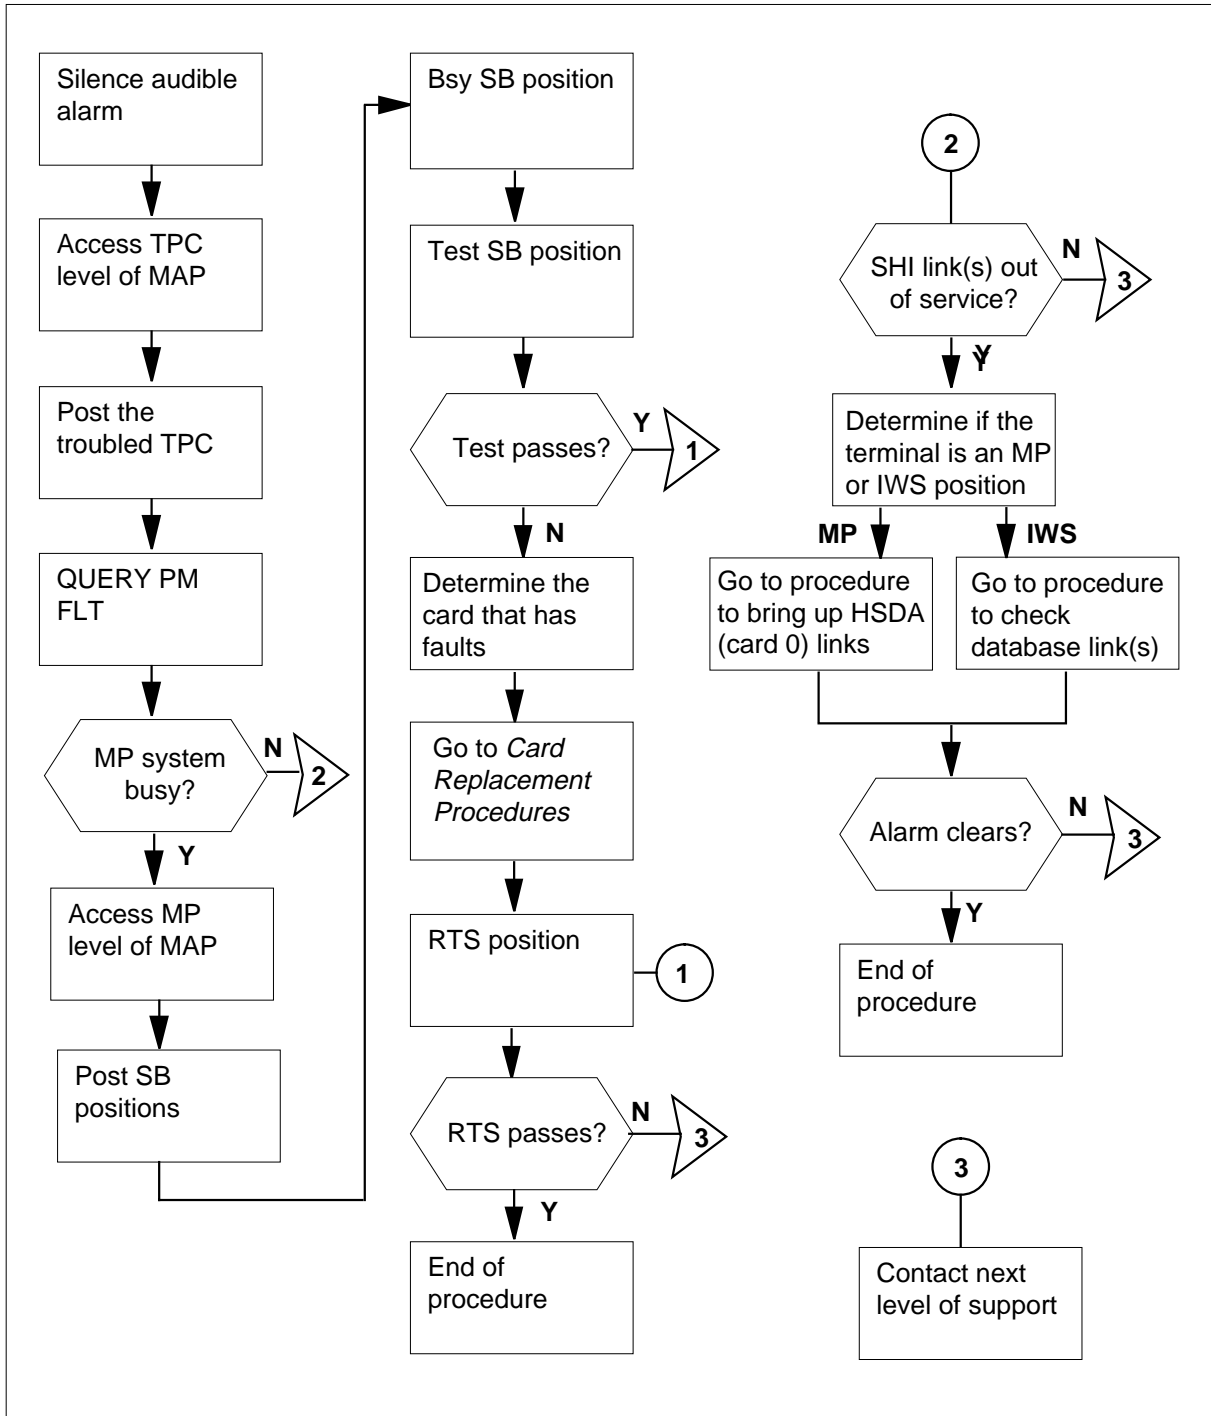 Silence audible
alarm
Access TPC
level of MAP
Post the
troubled TPC
QUERY PM
FLT
MP system
busy?
N
2
Y
Access MP
level of MAP
Post SB
positions
Bsy SB position
Test SB position
Test passes?
Y
1
N
Determine the
card that has
faults
Go to Card
Replacement
Procedures
RTS position
1
RTS passes?
N
3
Y
End of
procedure
2
SHI link(s) out
of service?
N
3
Y
Y
Determine if the
terminal is an MP
or IWS position
MP
IWS
Go to procedure
to bring up HSDA
(card 0) links
Go to procedure
to check
database link(s)
Alarm clears?
N
3
Y
End of
procedure
3
Contact next
level of support